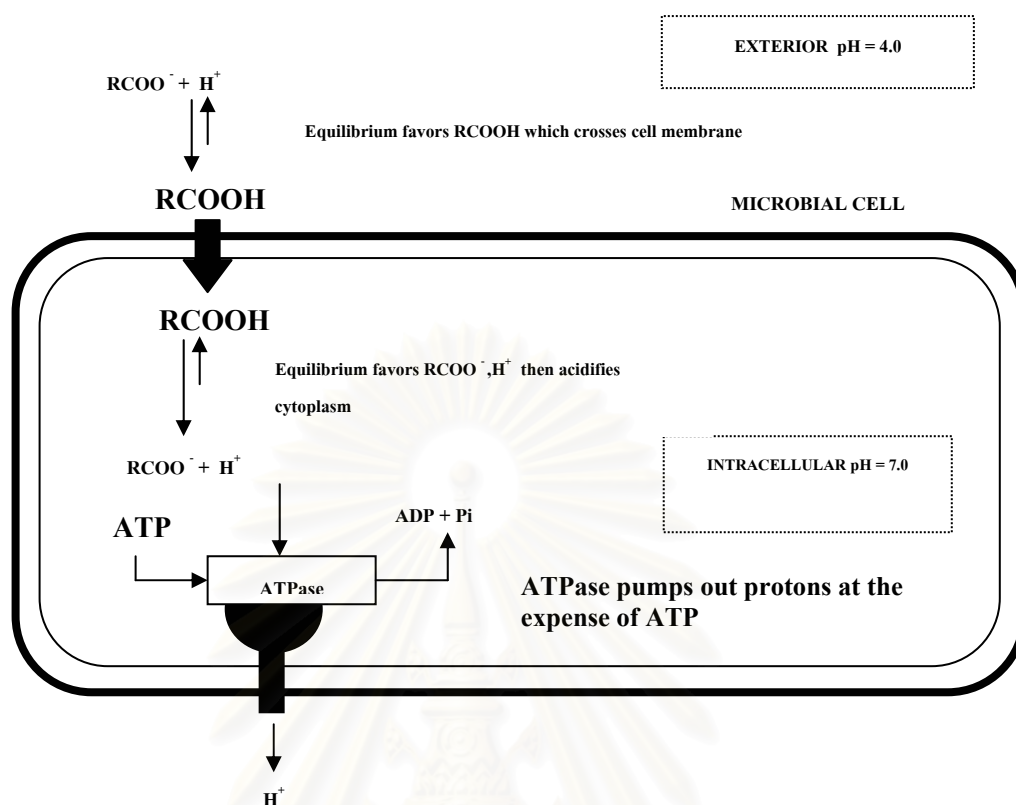 EXTERIOR pH = 4.0
RCOO⁻ + H⁺
Equilibrium favors RCOOH which crosses cell membrane
RCOOH
MICROBIAL CELL
RCOOH
Equilibrium favors RCOO⁻,H⁺ then acidifies
cytoplasm
RCOO⁻ + H⁺
INTRACELLULAR pH = 7.0
ATP
ADP + Pi
ATPase
ATPase pumps out protons at the
expense of ATP
H⁺